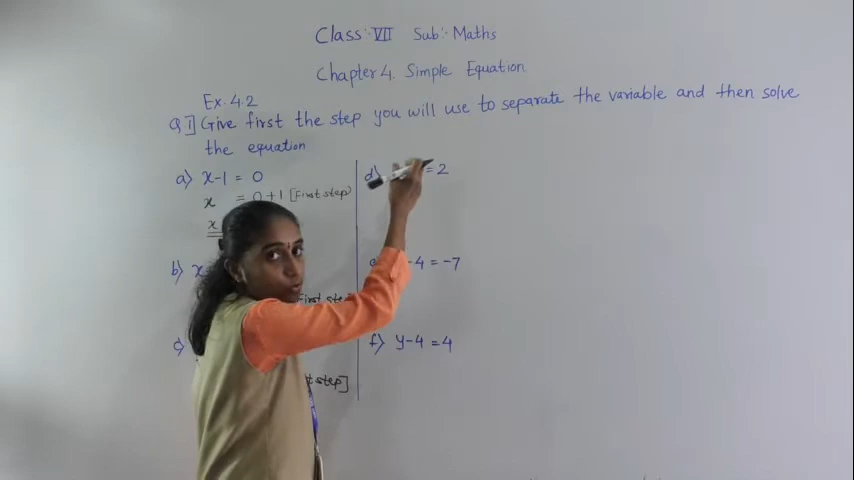 Class:- VII Sub:- Maths
Chapter 4. Simple Equation
Ex. 4.2
Q 1] Give first the step you will use to separate the variable and then solve
the equation
a) x-1 = 0
x = 0+1 [First step]
x
b) x
First step
c)
t step]
d) = 2
-4 = -7
f) y-4 = 4